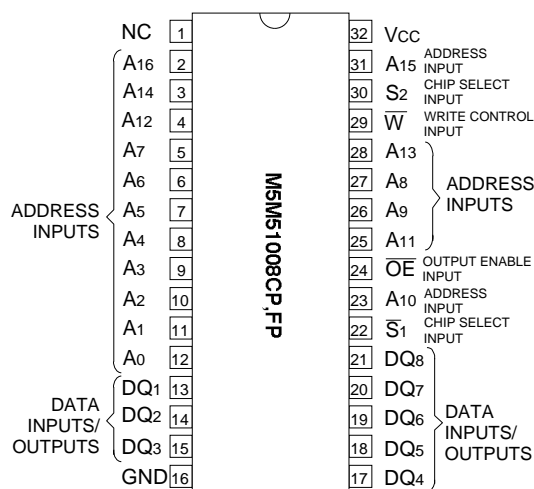 NC 1
A16 2
A14 3
A12 4
A7 5
A6 6
A5 7
A4 8
A3 9
A2 10
A1 11
A0 12
DQ1 13
DQ2 14
DQ3 15
GND 16
ADDRESS
INPUTS
DATA
INPUTS/
OUTPUTS
M5M51008CP,FP
32 VCC
31 A15 ADDRESS
INPUT
30 S2 CHIP SELECT
INPUT
29 W̅ WRITE CONTROL
INPUT
28 A13
27 A8
26 A9
25 A11
ADDRESS
INPUTS
24 O̅E̅ OUTPUT ENABLE
INPUT
23 A10 ADDRESS
INPUT
22 S̅1 CHIP SELECT
INPUT
21 DQ8
20 DQ7
19 DQ6
18 DQ5
17 DQ4
DATA
INPUTS/
OUTPUTS